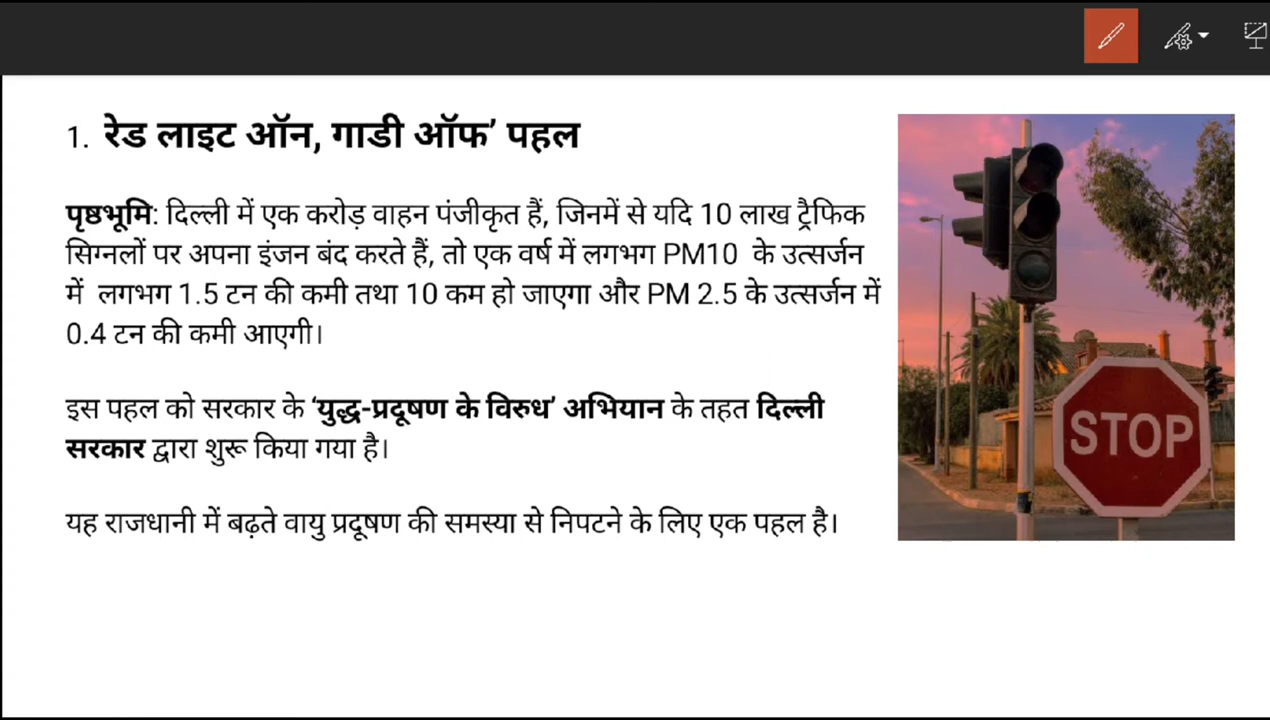 1. रेड लाइट ऑन, गाडी ऑफ’ पहल
पृष्ठभूमि: दिल्ली में एक करोड़ वाहन पंजीकृत हैं, जिनमें से यदि 10 लाख ट्रैफिक
सिग्नलों पर अपना इंजन बंद करते हैं, तो एक वर्ष में लगभग PM10 के उत्सर्जन
में लगभग 1.5 टन की कमी तथा 10 कम हो जाएगा और PM 2.5 के उत्सर्जन में
0.4 टन की कमी आएगी।
इस पहल को सरकार के ‘युद्ध-प्रदूषण के विरुध’ अभियान के तहत दिल्ली
सरकार द्वारा शुरू किया गया है।
यह राजधानी में बढ़ते वायु प्रदूषण की समस्या से निपटने के लिए एक पहल है।
STOP